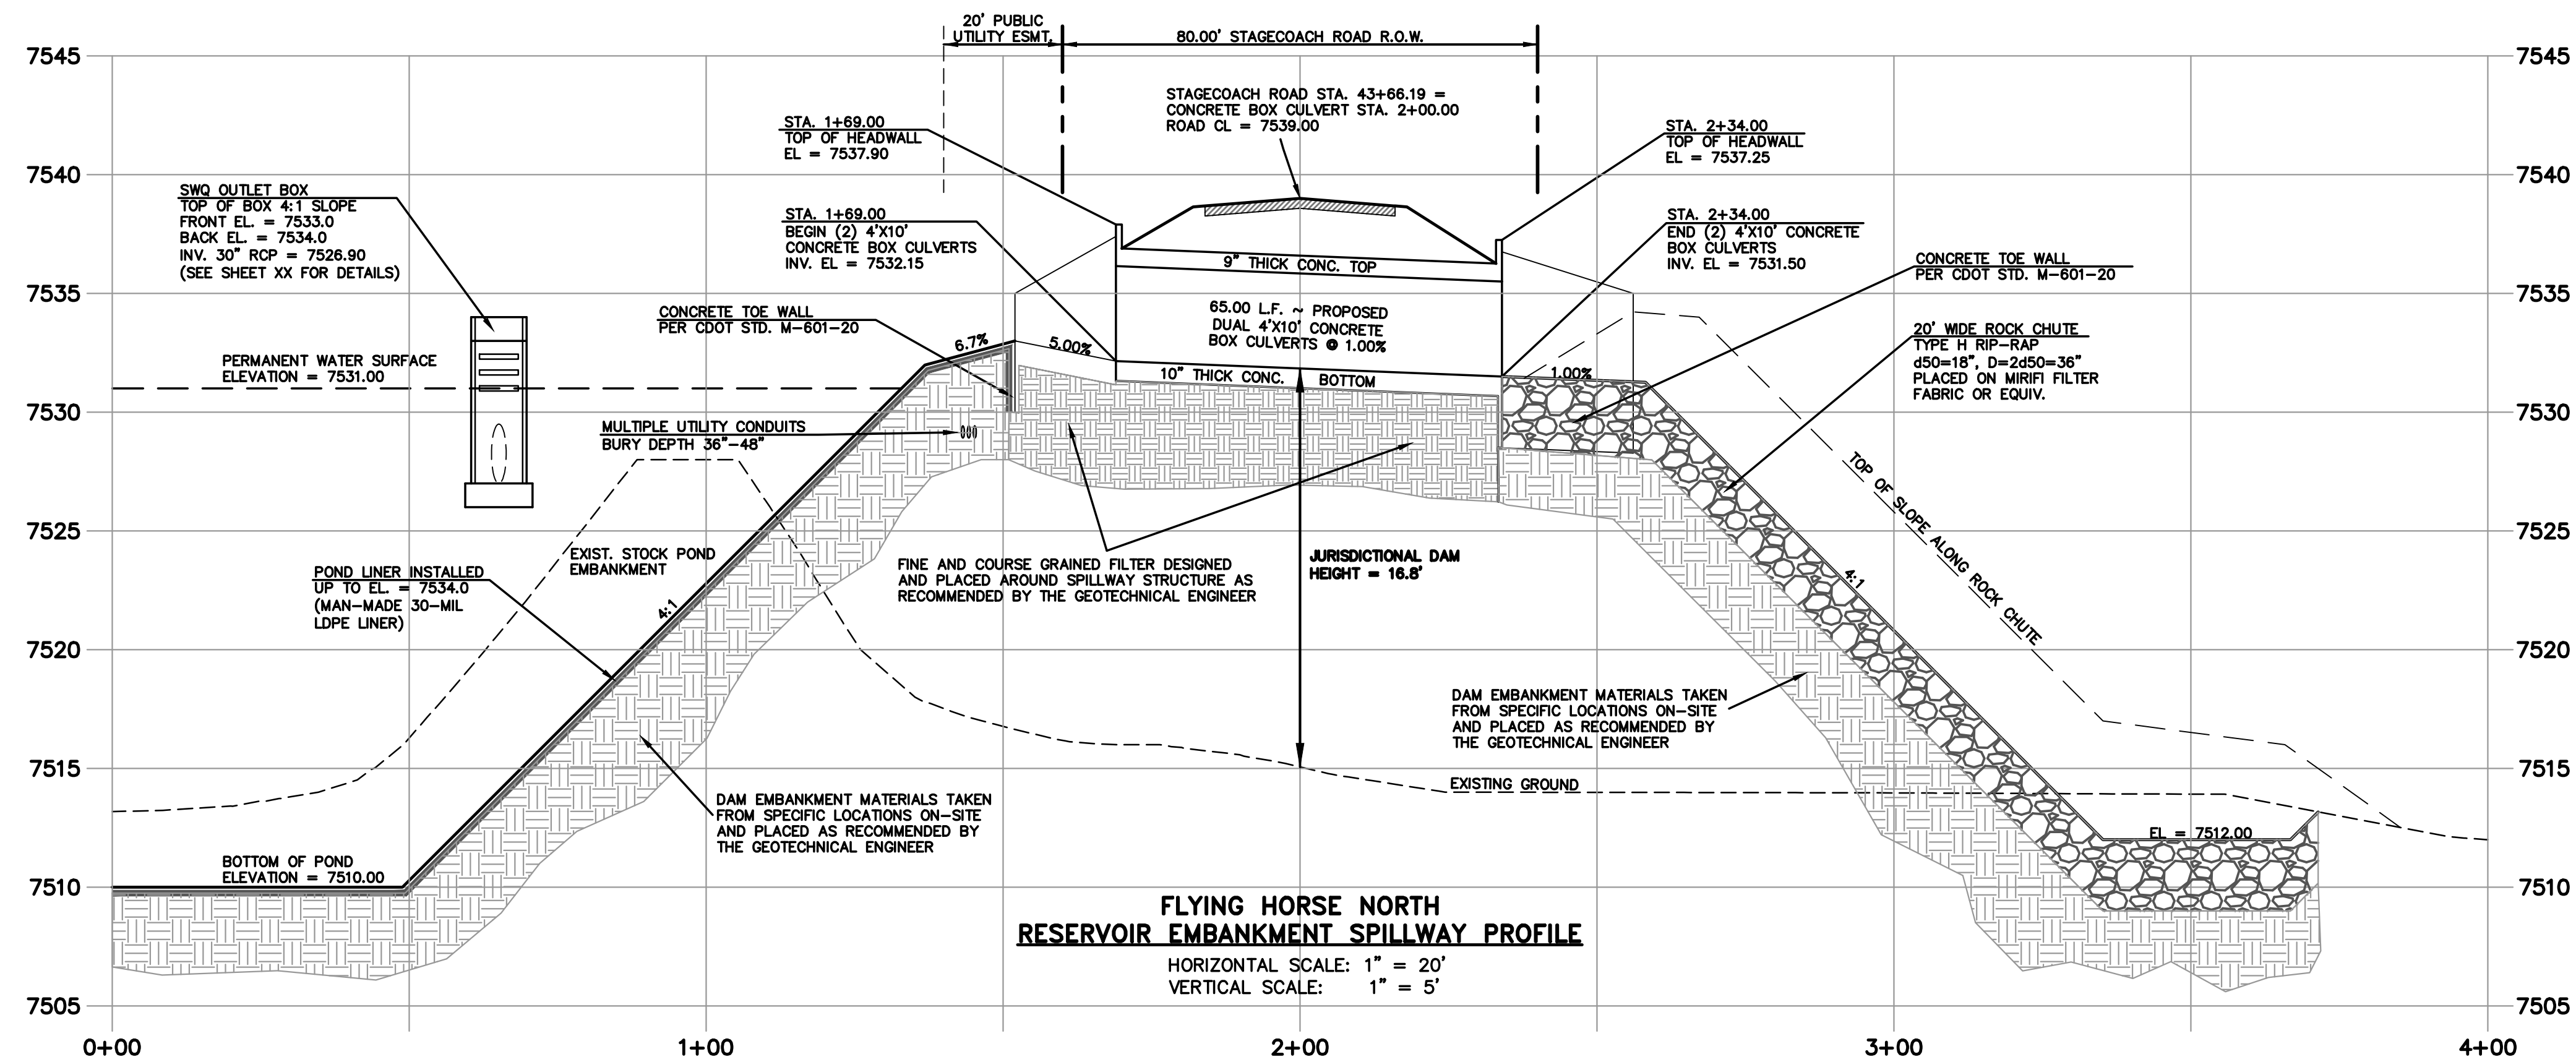 20' PUBLIC
UTILITY ESMT.
80.00' STAGECOACH ROAD R.O.W.
7545
7545
STAGECOACH ROAD STA. 43+66.19 =
CONCRETE BOX CULVERT STA. 2+00.00
ROAD CL = 7539.00
STA. 1+69.00
TOP OF HEADWALL
EL = 7537.90
STA. 2+34.00
TOP OF HEADWALL
EL = 7537.25
7540
7540
SWQ OUTLET BOX
TOP OF BOX 4:1 SLOPE
FRONT EL. = 7533.0
BACK EL. = 7534.0
INV. 30" RCP = 7526.90
(SEE SHEET XX FOR DETAILS)
STA. 1+69.00
BEGIN (2) 4'X10'
CONCRETE BOX CULVERTS
INV. EL = 7532.15
STA. 2+34.00
END (2) 4'X10' CONCRETE
BOX CULVERTS
INV. EL = 7531.50
CONCRETE TOE WALL
PER CDOT STD. M-601-20
9" THICK CONC. TOP
7535
7535
CONCRETE TOE WALL
PER CDOT STD. M-601-20
65.00 L.F. ~ PROPOSED
DUAL 4'X10' CONCRETE
BOX CULVERTS @ 1.00%
20' WIDE ROCK CHUTE
TYPE H RIP-RAP
d50=18", D=2d50=36"
PLACED ON MIRIFI FILTER
FABRIC OR EQUIV.
6.7%
5.00%
PERMANENT WATER SURFACE
ELEVATION = 7531.00
10" THICK CONC. BOTTOM
1.00%
7530
7530
MULTIPLE UTILITY CONDUITS
BURY DEPTH 36"-48"
TOP OF SLOPE ALONG ROCK CHUTE
7525
7525
EXIST. STOCK POND
EMBANKMENT
FINE AND COURSE GRAINED FILTER DESIGNED
AND PLACED AROUND SPILLWAY STRUCTURE AS
RECOMMENDED BY THE GEOTECHNICAL ENGINEER
JURISDICTIONAL DAM
HEIGHT = 16.8'
POND LINER INSTALLED
UP TO EL. = 7534.0
(MAN-MADE 30-MIL
LDPE LINER)
4:1
4:1
7520
7520
DAM EMBANKMENT MATERIALS TAKEN
FROM SPECIFIC LOCATIONS ON-SITE
AND PLACED AS RECOMMENDED BY
THE GEOTECHNICAL ENGINEER
7515
7515
EXISTING GROUND
DAM EMBANKMENT MATERIALS TAKEN
FROM SPECIFIC LOCATIONS ON-SITE
AND PLACED AS RECOMMENDED BY
THE GEOTECHNICAL ENGINEER
EL = 7512.00
BOTTOM OF POND
ELEVATION = 7510.00
7510
7510
FLYING HORSE NORTH
RESERVOIR EMBANKMENT SPILLWAY PROFILE
HORIZONTAL SCALE: 1" = 20'
VERTICAL SCALE: 1" = 5'
7505
7505
0+00
1+00
2+00
3+00
4+00